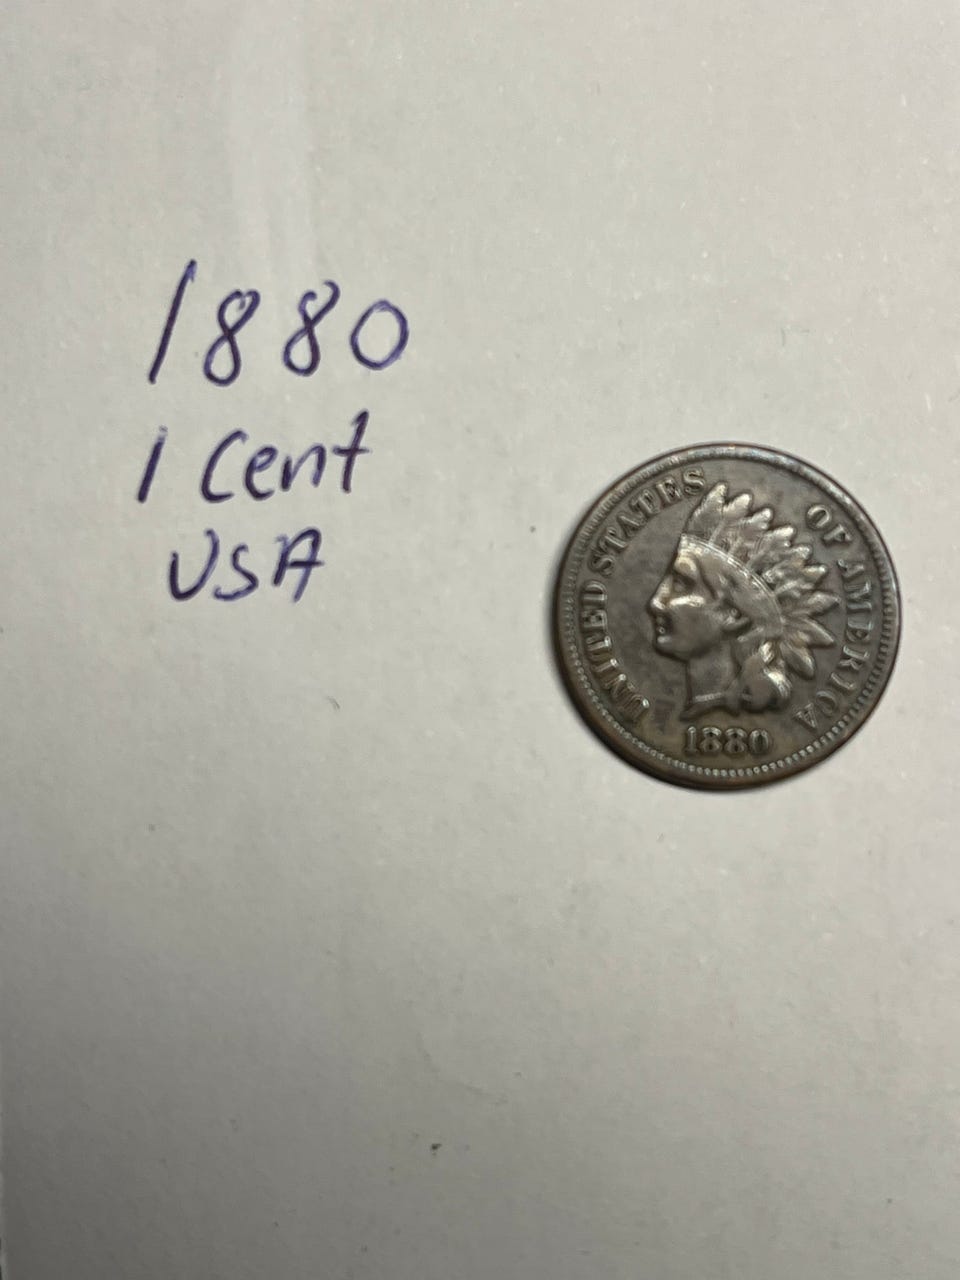 1880
1 Cent
USA
UNITED STATES OF AMERICA
1880